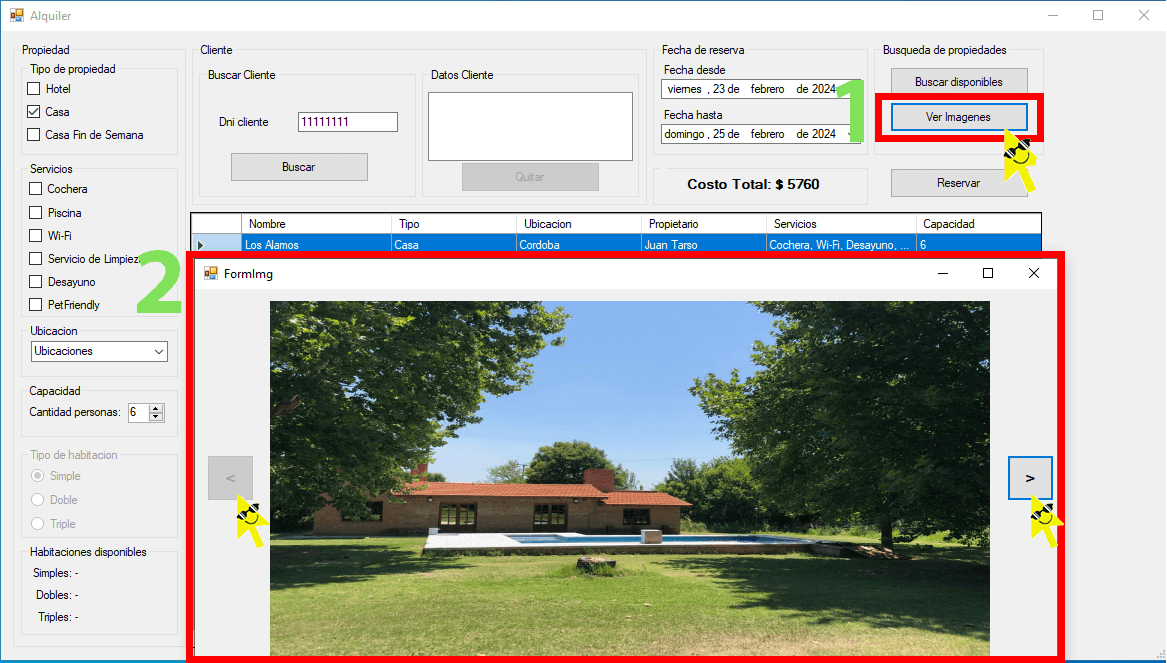 Alquiler
Propiedad
Tipo de propiedad
Hotel
Casa
Casa Fin de Semana
Servicios
Cochera
Piscina
Wi-Fi
Servicio de Limpiez
Desayuno
PetFriendly
Ubicacion
Ubicaciones
Capacidad
Cantidad personas: 6
Tipo de habitacion
Simple
Doble
Triple
Habitaciones disponibles
Simples: -
Dobles: -
Triples: -
Cliente
Buscar Cliente
Dni cliente 11111111
Buscar
Datos Cliente
Quitar
Fecha de reserva
Fecha desde
viernes , 23 de febrero de 2024
Fecha hasta
domingo , 25 de febrero de 2024
Costo Total: $ 5760
Busqueda de propiedades
Buscar disponibles
Ver Imagenes
Reservar
1
Nombre Tipo Ubicacion Propietario Servicios Capacidad
Los Alamos Casa Cordoba Juan Tarso Cochera, Wi-Fi, Desayuno, ... 6
2
FormImg
<
>